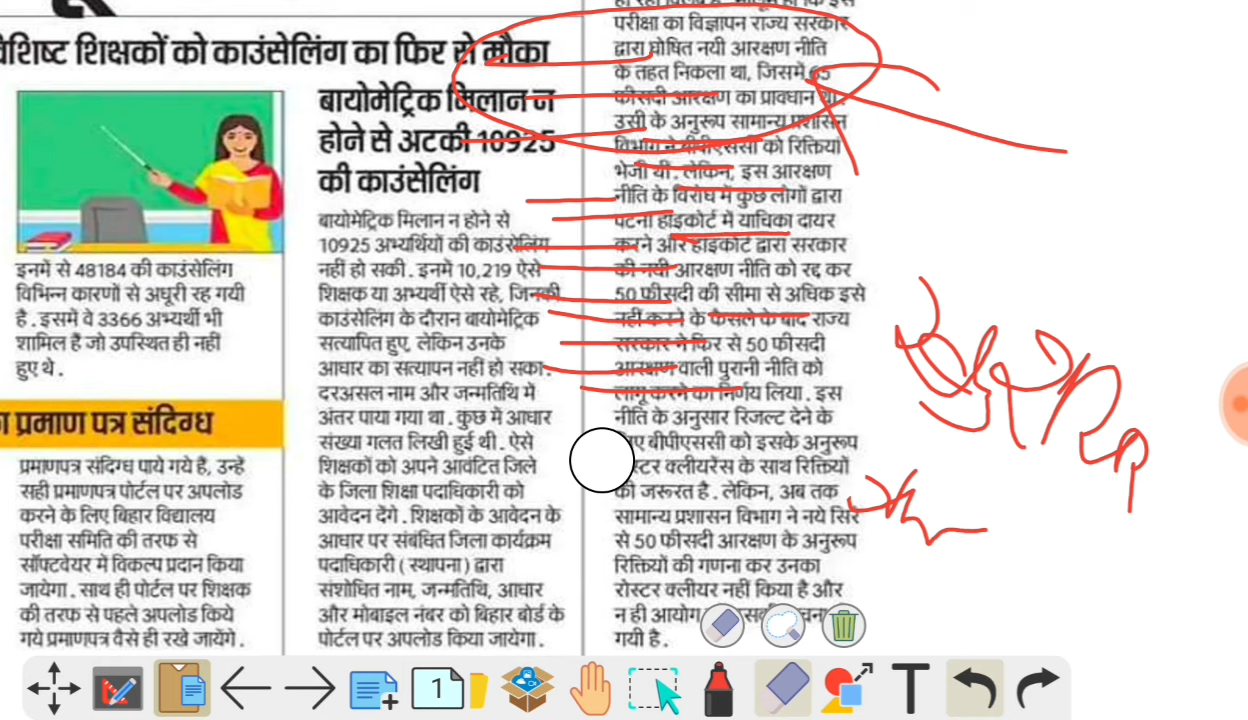 विशिष्ट शिक्षकों को काउंसेलिंग का फिर से मौका
बायोमेट्रिक मिलान न
होने से अटकी 10925
की काउंसेलिंग
इनमें से 48184 की काउंसेलिंग
विभिन्न कारणों से अधूरी रह गयी
है. इसमें वे 3366 अभ्यर्थी भी
शामिल हैं जो उपस्थित ही नहीं
हुए थे.
प्रमाण पत्र संदिग्ध
प्रमाणपत्र संदिग्ध पाये गये हैं, उन्हें
सही प्रमाणपत्र पोर्टल पर अपलोड
करने के लिए बिहार विद्यालय
परीक्षा समिति की तरफ से
सॉफ्टवेयर में विकल्प प्रदान किया
जायेगा. साथ ही पोर्टल पर शिक्षक
की तरफ से पहले अपलोड किये
गये प्रमाणपत्र वैसे ही रखे जायेंगे.
बायोमेट्रिक मिलान न होने से
10925 अभ्यर्थियों की काउंसेलिंग
नहीं हो सकी. इनमें 10,219 ऐसे
शिक्षक या अभ्यर्थी ऐसे रहे, जिनकी
काउंसेलिंग के दौरान बायोमेट्रिक
सत्यापित हुए, लेकिन उनके
आधार का सत्यापन नहीं हो सका.
दरअसल नाम और जन्मतिथि में
अंतर पाया गया था. कुछ में आधार
संख्या गलत लिखी हुई थी. ऐसे
शिक्षकों को अपने आवंटित जिले
के जिला शिक्षा पदाधिकारी को
आवेदन देंगे. शिक्षकों के आवेदन के
आधार पर संबंधित जिला कार्यक्रम
पदाधिकारी (स्थापना) द्वारा
संशोधित नाम, जन्मतिथि, आधार
और मोबाइल नंबर को बिहार बोर्ड के
पोर्टल पर अपलोड किया जायेगा.
परीक्षा का विज्ञापन राज्य सरकार
द्वारा घोषित नयी आरक्षण नीति
के तहत निकला था, जिसमें 65
फीसदी आरक्षण का प्रावधान था.
उसी के अनुरूप सामान्य प्रशासन
विभाग ने बीपीएससी को रिक्तियां
भेजी थीं. लेकिन, इस आरक्षण
नीति के विरोध में कुछ लोगों द्वारा
पटना हाइकोर्ट में याचिका दायर
करने और हाइकोर्ट द्वारा सरकार
की नयी आरक्षण नीति को रद्द कर
50 फीसदी की सीमा से अधिक इसे
नहीं करने के फैसले के बाद राज्य
सरकार ने फिर से 50 फीसदी
आरक्षण वाली पुरानी नीति को
लागू करने का निर्णय लिया. इस
नीति के अनुसार रिजल्ट देने के
बीपीएससी को इसके अनुरूप
क्लीयरेंस के साथ रिक्तियों
की जरूरत है. लेकिन, अब तक
सामान्य प्रशासन विभाग ने नये सिरे
से 50 फीसदी आरक्षण के अनुरूप
रिक्तियों की गणना कर उनका
रोस्टर क्लीयर नहीं किया है और
न ही आयोग
गयी है.
1
T